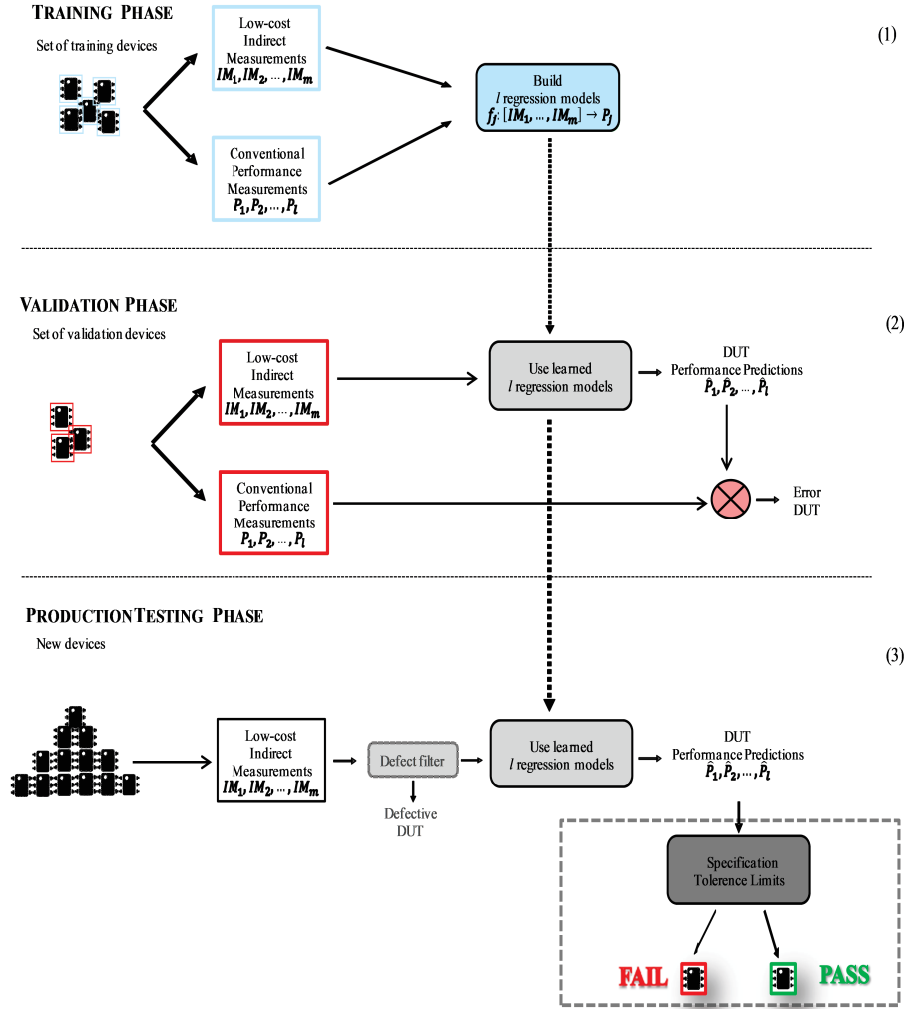 TRAINING PHASE
(1)
Set of training devices
Low-cost
Indirect
Measurements
IM₁, IM₂, …, IMₘ
Build
l regression models
fⱼ: [IM₁, …, IMₘ] → Pⱼ
Conventional
Performance
Measurements
P₁, P₂, …, Pₗ
VALIDATION PHASE
(2)
Set of validation devices
Low-cost
Indirect
Measurements
IM₁, IM₂, …, IMₘ
Use learned
l regression models
DUT
Performance Predictions
P̂₁, P̂₂, …, P̂ₗ
Conventional
Performance
Measurements
P₁, P₂, …, Pₗ
Error
DUT
PRODUCTION TESTING PHASE
New devices
(3)
Low-cost
Indirect
Measurements
IM₁, IM₂, …, IMₘ
Defect filter
Defective
DUT
Use learned
l regression models
DUT
Performance Predictions
P̂₁, P̂₂, …, P̂ₗ
Specification
Tolerence Limits
FAIL
PASS